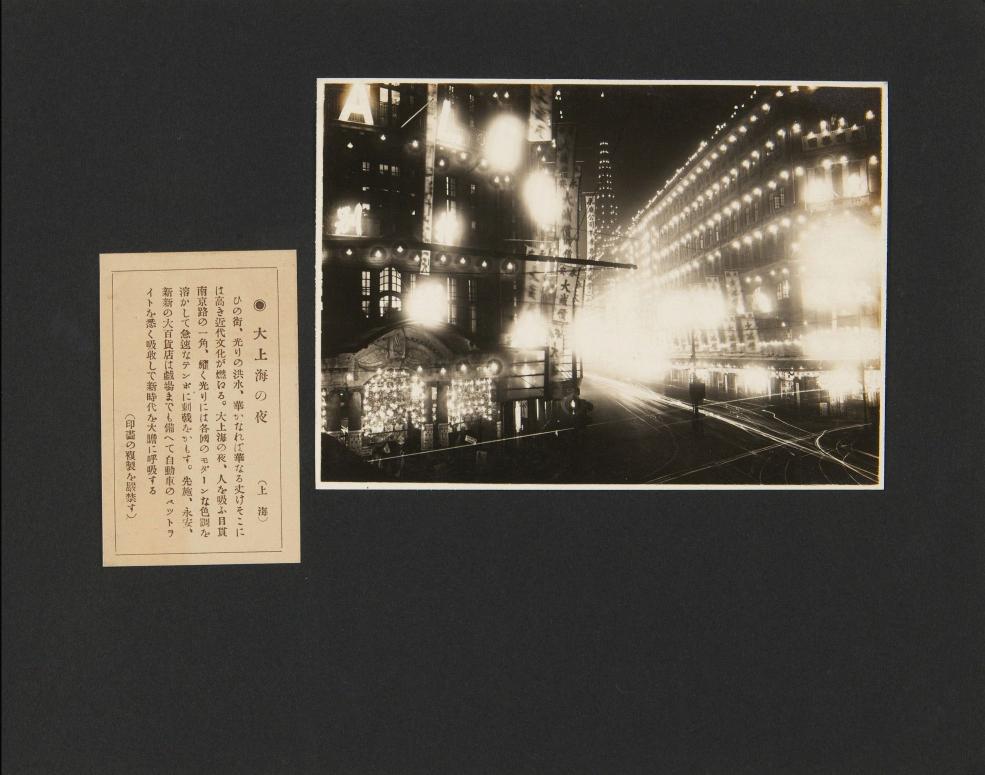 ◉ 大上海の夜 (上海)
ひの街、光りの洪水、華かなれば華なる丈けそこに
は高き近代文化が燃ゆる。大上海の夜、人を吸ふ目貫
南京路の一角、耀く光りには各國のモダーンな色調を
溶かして急速なテンポに刺戟をかもす。先施、永安、
新新の大百貨店は戯場までも備へて自動車のヘツトラ
イトを悉く吸收して新時代を大膽に呼吸する
(印畫の複製を嚴禁す)
A
大